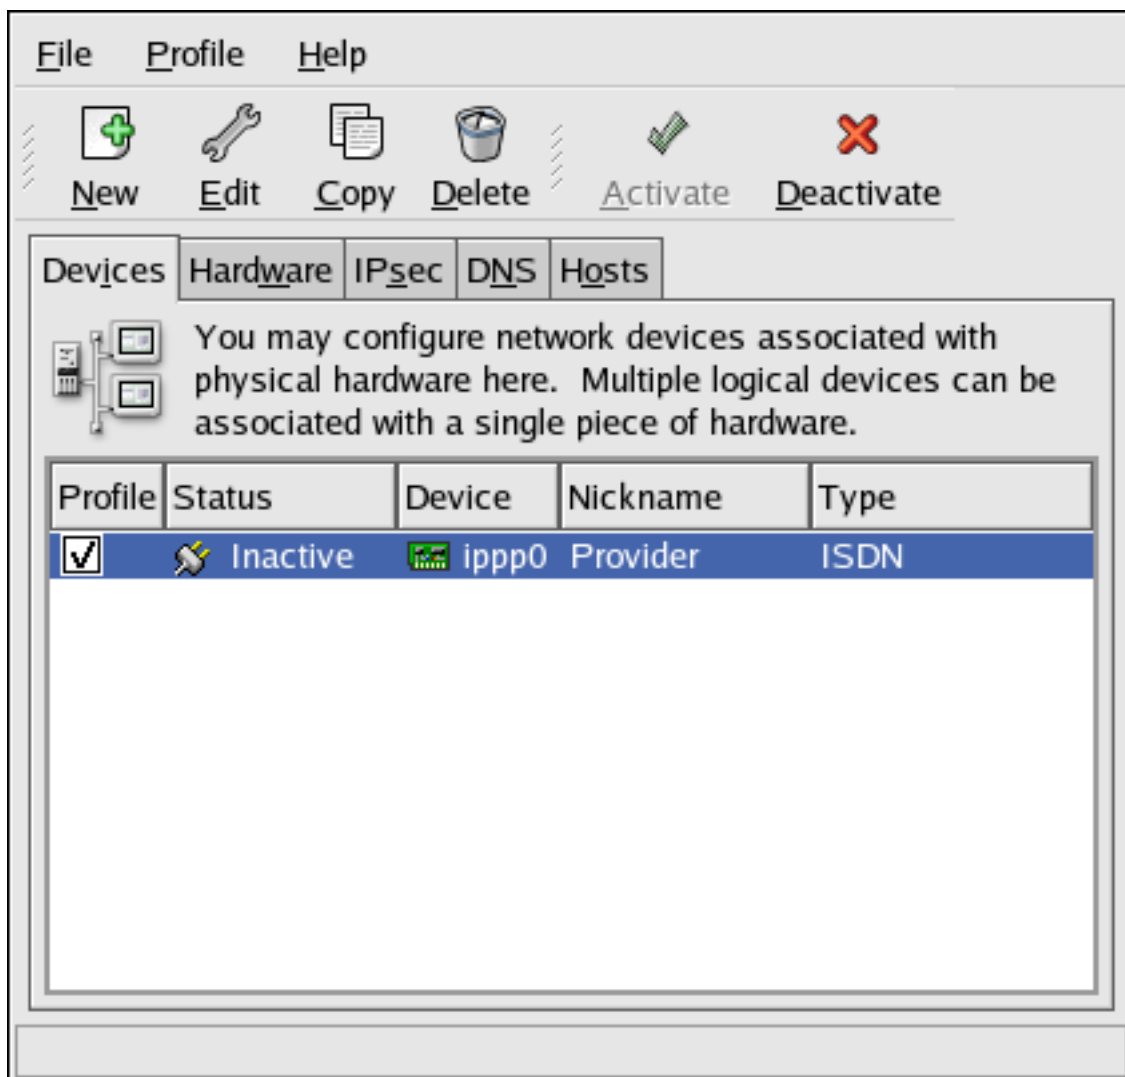 File Profile Help
New Edit Copy Delete Activate Deactivate
Devices Hardware IPsec DNS Hosts
You may configure network devices associated with
physical hardware here.  Multiple logical devices can be
associated with a single piece of hardware.
Profile Status Device Nickname Type
Inactive ippp0 Provider ISDN